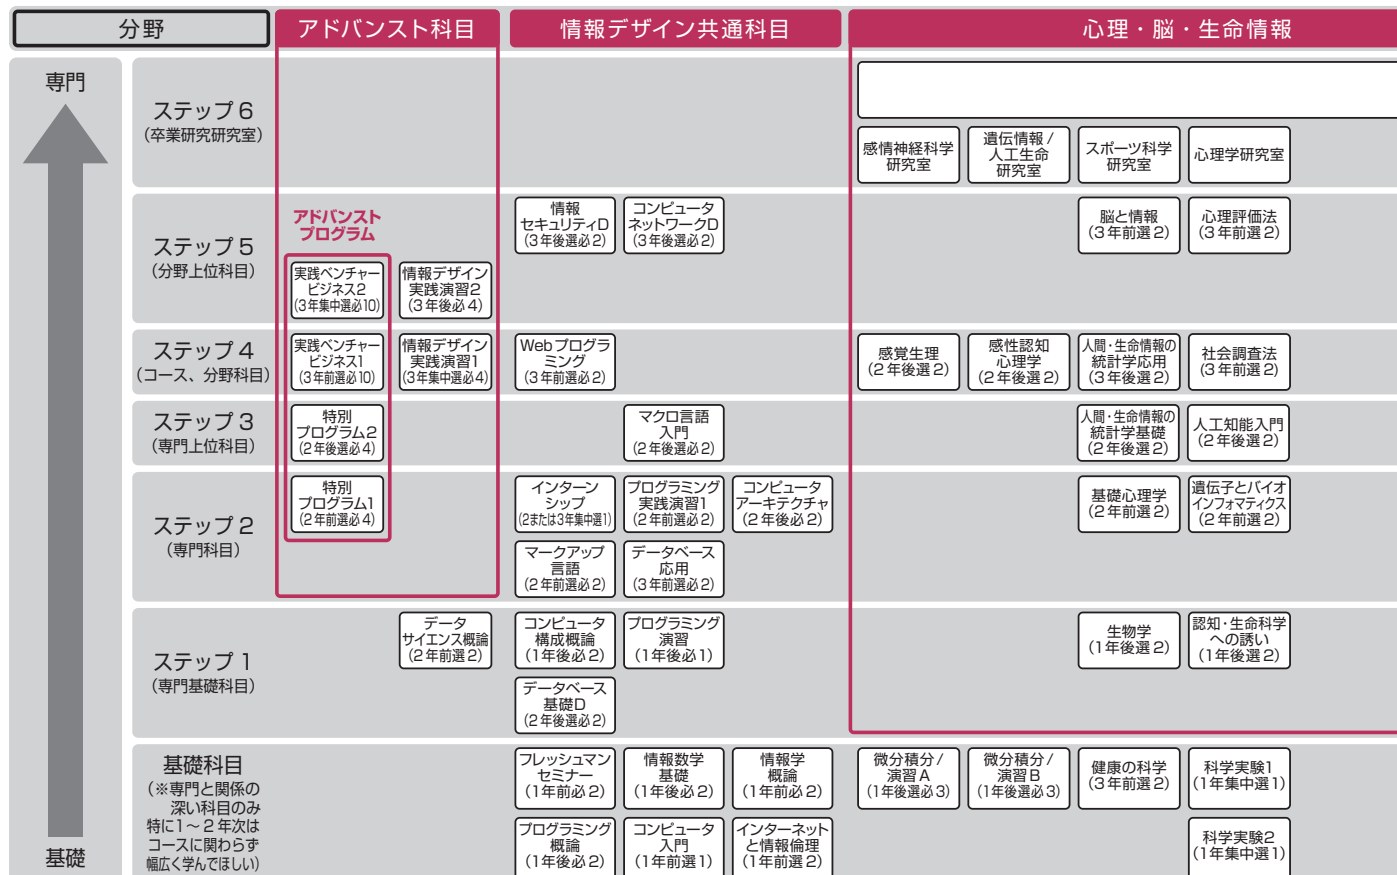 分野
アドバンスト科目
情報デザイン共通科目
心理・脳・生命情報
専門
ステップ 6
（卒業研究研究室）
感情神経科学
研究室
遺伝情報 /
人工生命
研究室
スポーツ科学
研究室
心理学研究室
ステップ 5
（分野上位科目）
アドバンスト
プログラム
実践ベンチャー
ビジネス2
(3年集中選必10)
情報デザイン
実践演習2
（3年後必4）
情報
セキュリティD
（3年後選必2）
コンピュータ
ネットワークD
（3年後選必2）
脳と情報
（3年前選2）
心理評価法
（3年前選2）
ステップ 4
（コース、分野科目）
実践ベンチャー
ビジネス1
（3年前選必10）
情報デザイン
実践演習1
（3年集中選必4）
Web プログラ
ミング
（3年前選必2）
感覚生理
（2年後選2）
感性認知
心理学
（2年後選2）
人間・生命情報の
統計学応用
（3年後選2）
社会調査法
（3年前選2）
ステップ 3
（専門上位科目）
特別
プログラム2
（2年後選必4）
マクロ言語
入門
（2年後選必2）
人間・生命情報の
統計学基礎
（2年後選2）
人工知能入門
（2年後選2）
ステップ 2
（専門科目）
特別
プログラム1
（2年前選必4）
インターン
シップ
（2または3年集中選1）
プログラミング
実践演習1
（2年前選必2）
コンピュータ
アーキテクチャ
（2年後必2）
基礎心理学
（2年前選2）
遺伝子とバイオ
インフォマティクス
（2年前選2）
マークアップ
言語
（2年前選必2）
データベース
応用
（3年前選必2）
ステップ 1
（専門基礎科目）
データ
サイエンス概論
（2年前選2）
コンピュータ
構成概論
（1年後必2）
プログラミング
演習
（1年後必1）
生物学
（1年後選2）
認知・生命科学
への誘い
（1年後選2）
データベース
基礎D
（2年後選必2）
基礎
基礎科目
（※専門と関係の
深い科目のみ
特に1～2年次は
コースに関わらず
幅広く学んでほしい）
フレッシュマン
セミナー
（1年前必2）
情報数学
基礎
（1年後必2）
情報学
概論
（1年前必2）
微分積分 /
演習A
（1年後選必3）
微分積分 /
演習B
（1年後選必3）
健康の科学
（3年前選2）
科学実験1
（1年集中選1）
プログラミング
概論
（1年後必2）
コンピュータ
入門
（1年前選1）
インターネット
と情報倫理
（1年前選2）
科学実験2
（1年集中選1）